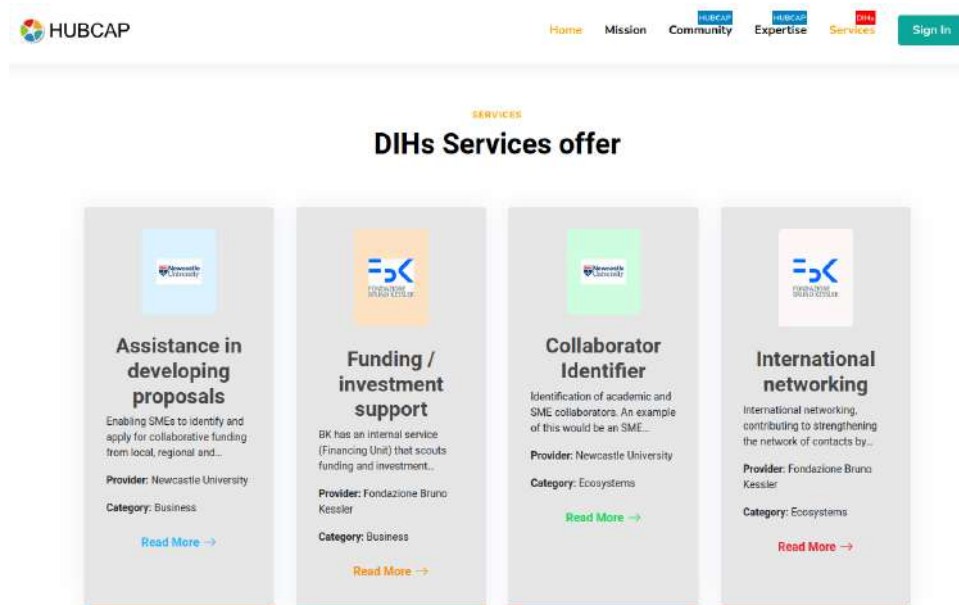 HUBCAP
Home
Mission
HUBCAP
Community
HUBCAP
Expertise
DIHs
Services
Sign In
SERVICES
DIHs Services offer
Newcastle
University
Assistance in
developing
proposals
Enabling SMEs to identify and
apply for collaborative funding
from local, regional and...
Provider: Newcastle University
Category: Business
Read More →
FBK
FONDAZIONE
BRUNO KESSLER
Funding /
investment
support
BK has an internal service
(Financing Unit) that scouts
funding and investment...
Provider: Fondazione Bruno
Kessler
Category: Business
Read More →
Newcastle
University
Collaborator
Identifier
Identification of academic and
SME collaborators. An example
of this would be an SME...
Provider: Newcastle University
Category: Ecosystems
Read More →
FBK
FONDAZIONE
BRUNO KESSLER
International
networking
International networking,
contributing to strengthening
the network of contacts by...
Provider: Fondazione Bruno
Kessler
Category: Ecosystems
Read More →